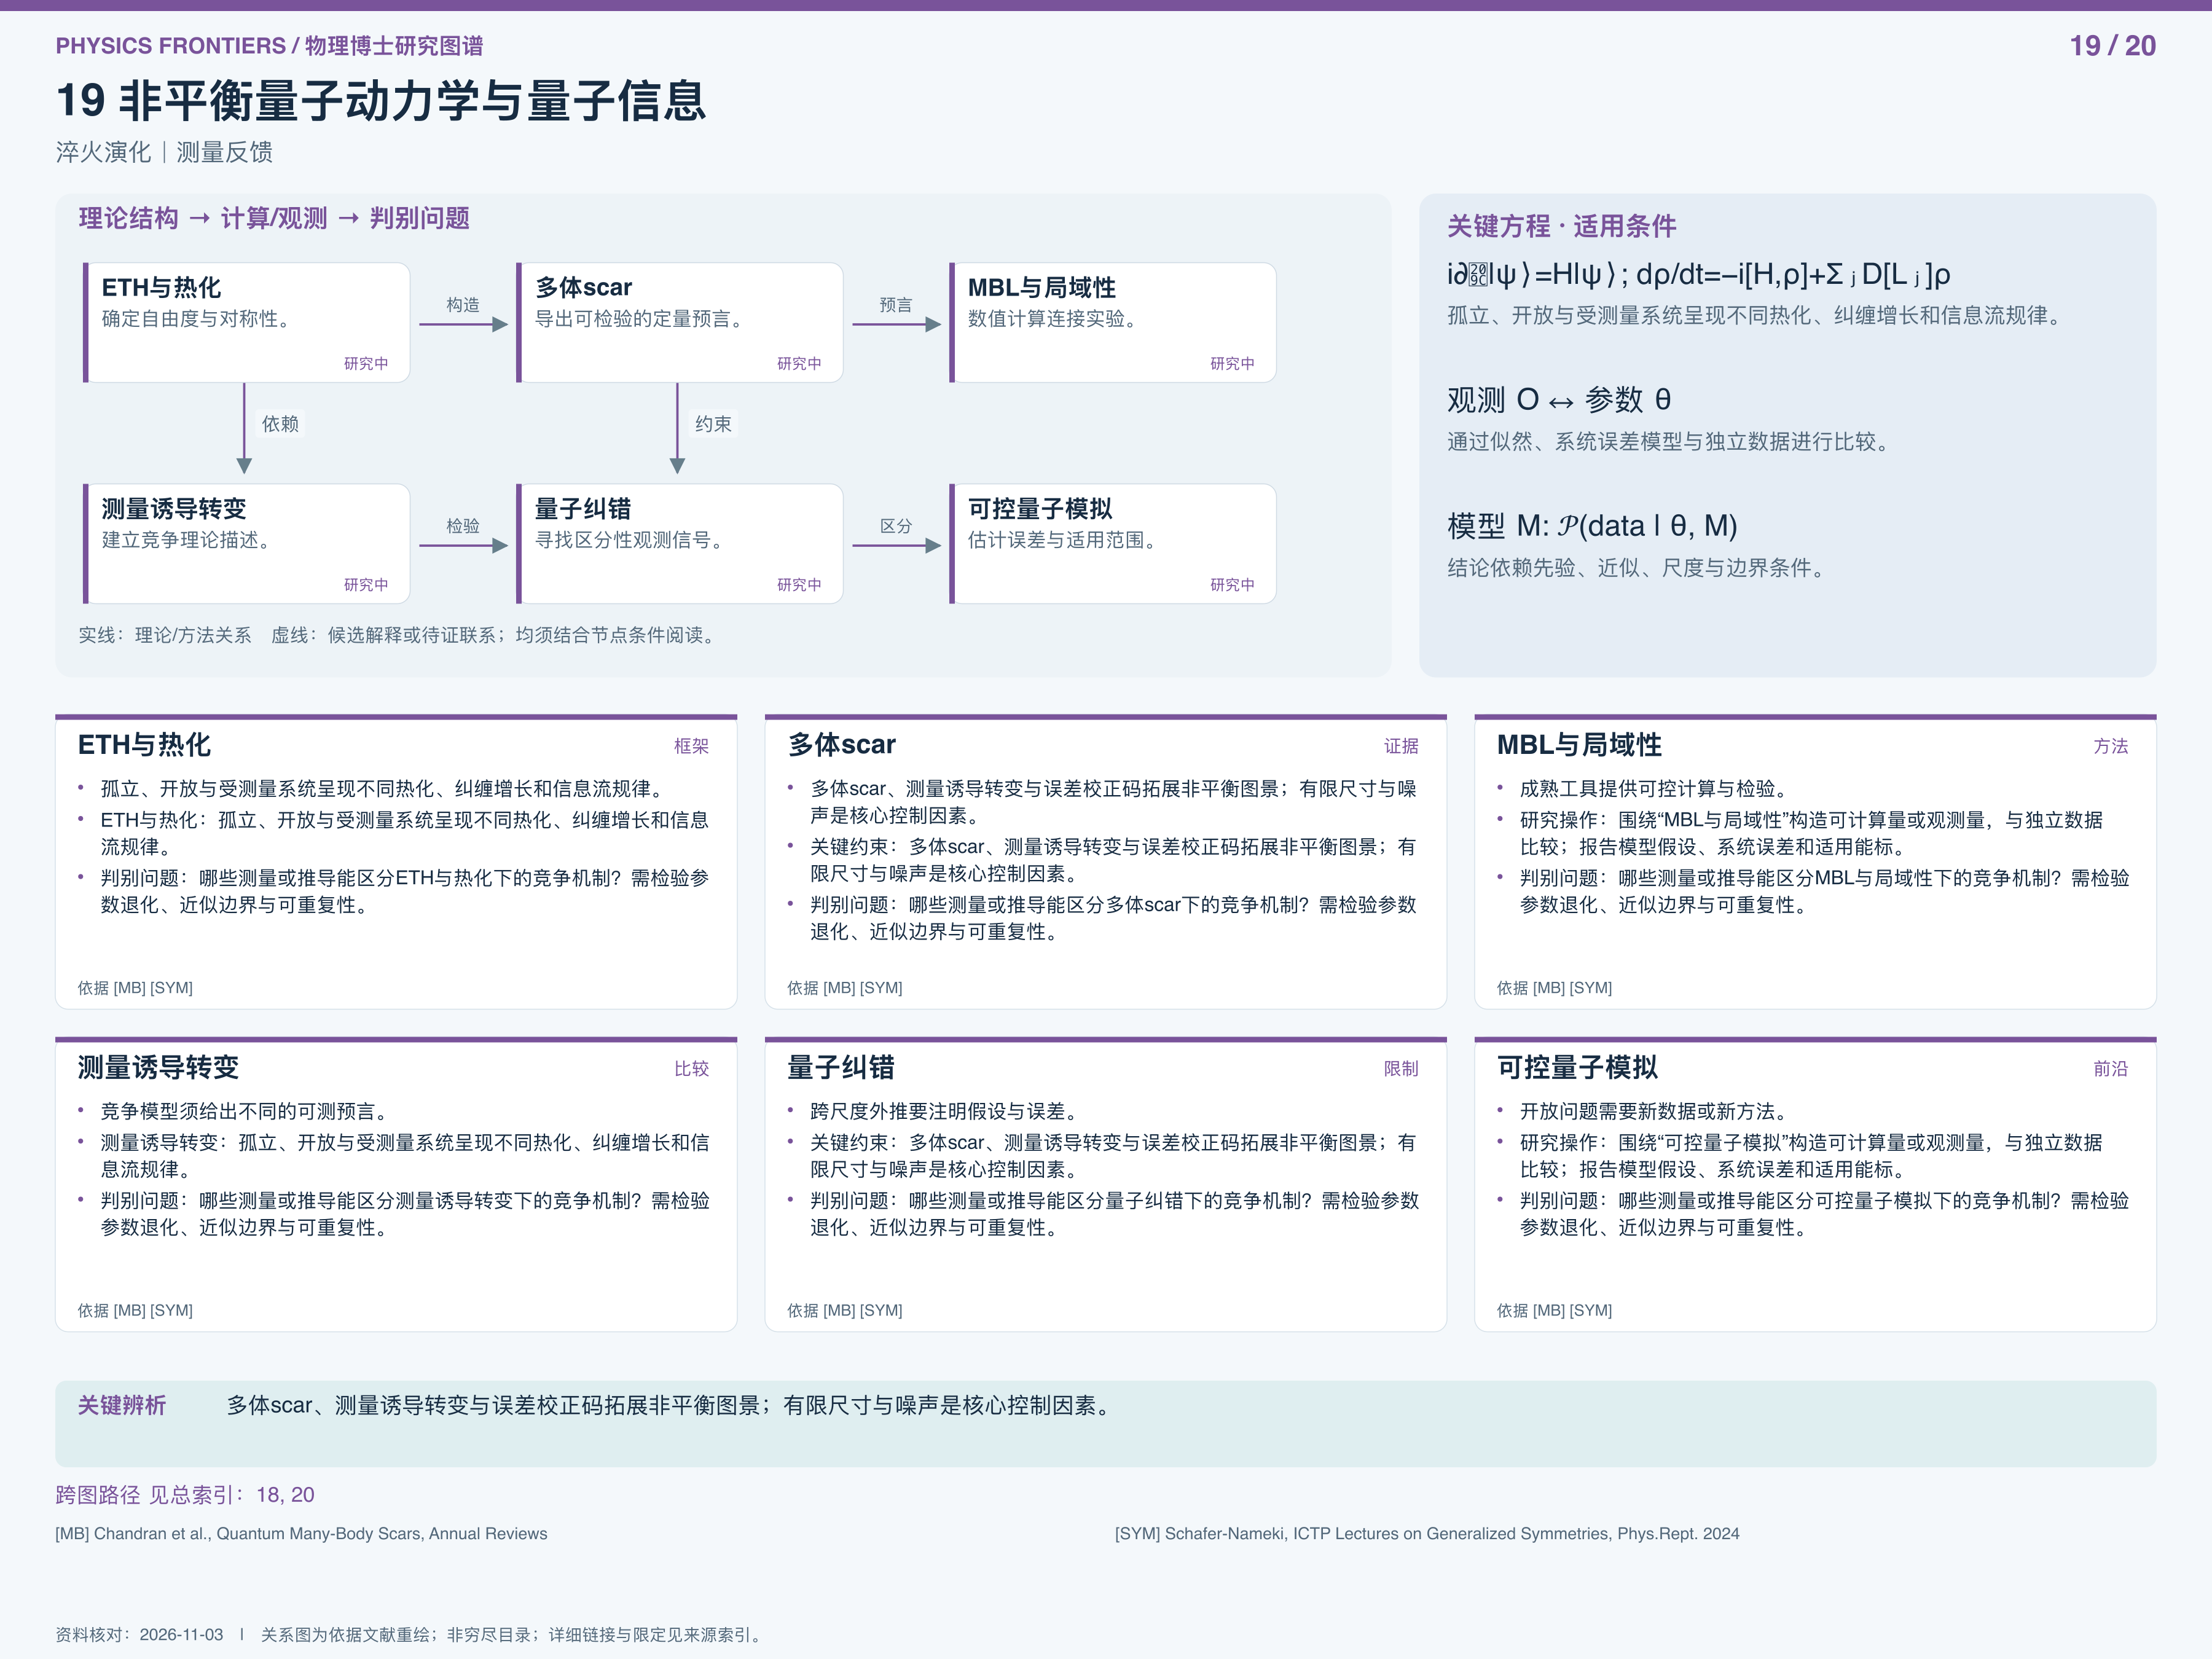 PHYSICS FRONTIERS / 物理博士研究图谱
19 / 20
19 非平衡量子动力学与量子信息
淬火演化｜测量反馈
理论结构 → 计算/观测 → 判别问题
ETH与热化
确定自由度与对称性。
研究中
构造
多体scar
导出可检验的定量预言。
研究中
预言
MBL与局域性
数值计算连接实验。
研究中
依赖
约束
测量诱导转变
建立竞争理论描述。
研究中
检验
量子纠错
寻找区分性观测信号。
研究中
区分
可控量子模拟
估计误差与适用范围。
研究中
实线：理论/方法关系　虚线：候选解释或待证联系；均须结合节点条件阅读。
关键方程 · 适用条件
i∂ₜ|ψ⟩=H|ψ⟩; dρ/dt=−i[H,ρ]+Σⱼ D[Lⱼ]ρ
孤立、开放与受测量系统呈现不同热化、纠缠增长和信息流规律。
观测 O ↔ 参数 θ
通过似然、系统误差模型与独立数据进行比较。
模型 M: 𝒫(data | θ, M)
结论依赖先验、近似、尺度与边界条件。
ETH与热化
框架
• 孤立、开放与受测量系统呈现不同热化、纠缠增长和信息流规律。
• ETH与热化：孤立、开放与受测量系统呈现不同热化、纠缠增长和信息
流规律。
• 判别问题：哪些测量或推导能区分ETH与热化下的竞争机制？需检验参
数退化、近似边界与可重复性。
依据 [MB] [SYM]
多体scar
证据
• 多体scar、测量诱导转变与误差校正码拓展非平衡图景；有限尺寸与噪
声是核心控制因素。
• 关键约束：多体scar、测量诱导转变与误差校正码拓展非平衡图景；有
限尺寸与噪声是核心控制因素。
• 判别问题：哪些测量或推导能区分多体scar下的竞争机制？需检验参数
退化、近似边界与可重复性。
依据 [MB] [SYM]
MBL与局域性
方法
• 成熟工具提供可控计算与检验。
• 研究操作：围绕“MBL与局域性”构造可计算量或观测量，与独立数据
比较；报告模型假设、系统误差和适用能标。
• 判别问题：哪些测量或推导能区分MBL与局域性下的竞争机制？需检验
参数退化、近似边界与可重复性。
依据 [MB] [SYM]
测量诱导转变
比较
• 竞争模型须给出不同的可测预言。
• 测量诱导转变：孤立、开放与受测量系统呈现不同热化、纠缠增长和信
息流规律。
• 判别问题：哪些测量或推导能区分测量诱导转变下的竞争机制？需检验
参数退化、近似边界与可重复性。
依据 [MB] [SYM]
量子纠错
限制
• 跨尺度外推要注明假设与误差。
• 关键约束：多体scar、测量诱导转变与误差校正码拓展非平衡图景；有
限尺寸与噪声是核心控制因素。
• 判别问题：哪些测量或推导能区分量子纠错下的竞争机制？需检验参数
退化、近似边界与可重复性。
依据 [MB] [SYM]
可控量子模拟
前沿
• 开放问题需要新数据或新方法。
• 研究操作：围绕“可控量子模拟”构造可计算量或观测量，与独立数据
比较；报告模型假设、系统误差和适用能标。
• 判别问题：哪些测量或推导能区分可控量子模拟下的竞争机制？需检验
参数退化、近似边界与可重复性。
依据 [MB] [SYM]
关键辨析　多体scar、测量诱导转变与误差校正码拓展非平衡图景；有限尺寸与噪声是核心控制因素。
跨图路径 见总索引：18, 20
[MB] Chandran et al., Quantum Many-Body Scars, Annual Reviews
[SYM] Schafer-Nameki, ICTP Lectures on Generalized Symmetries, Phys.Rept. 2024
资料核对：2026-11-03　|　关系图为依据文献重绘；非穷尽目录；详细链接与限定见来源索引。